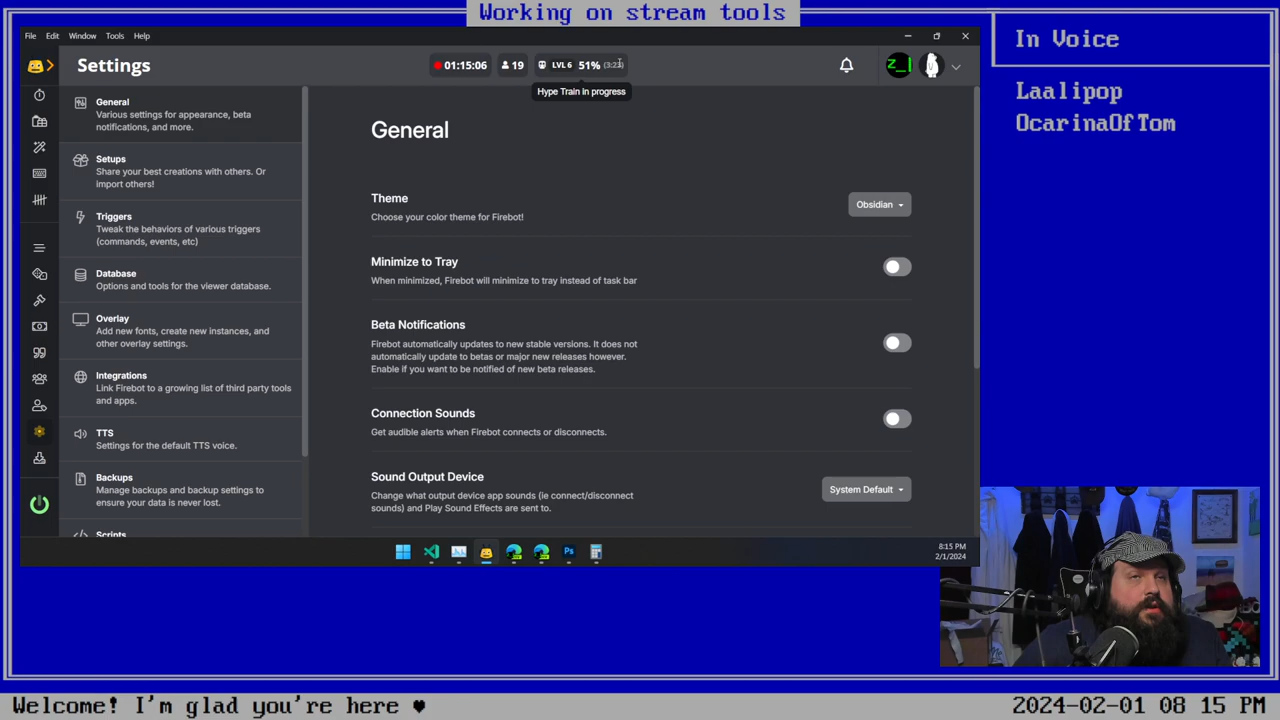 Working on stream tools
File Edit Window Tools Help
Settings
01:15:06
19
LVL 6 51%
Hype Train in progress
z_l
In Voice
Laalipop
OcarinaOfTom
General
Various settings for appearance, beta
notifications, and more.
Setups
Share your best creations with others. Or
import others!
Triggers
Tweak the behaviors of various triggers
(commands, events, etc)
Database
Options and tools for the viewer database.
Overlay
Add new fonts, create new instances, and
other overlay settings.
Integrations
Link Firebot to a growing list of third party tools
and apps.
TTS
Settings for the default TTS voice.
Backups
Manage backups and backup settings to
ensure your data is never lost.
Scripts
General
Theme
Choose your color theme for Firebot!
Obsidian
Minimize to Tray
When minimized, Firebot will minimize to tray instead of task bar
Beta Notifications
Firebot automatically updates to new stable versions. It does not
automatically update to betas or major new releases however.
Enable if you want to be notified of new beta releases.
Connection Sounds
Get audible alerts when Firebot connects or disconnects.
Sound Output Device
Change what output device app sounds (ie connect/disconnect
sounds) and Play Sound Effects are sent to.
System Default
Ps
8:15 PM
2/1/2024
Welcome! I'm glad you're here ♥
2024-02-01 08 15 PM